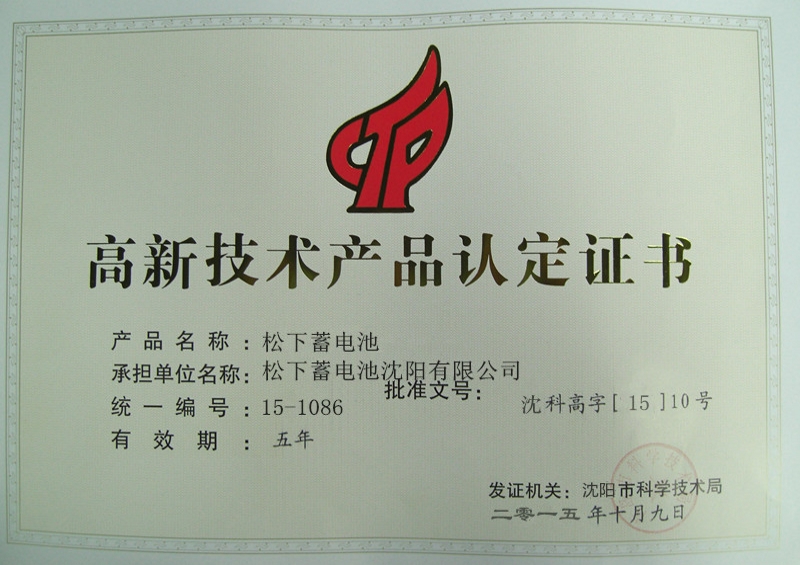 高新技术产品认定证书
产品名称：松下蓄电池
承担单位名称：松下蓄电池沈阳有限公司
批准文号：沈科高字[15]10号
统一编号：15-1086
有效期：五年
发证机关：沈阳市科学技术局
二零一五年十月九日